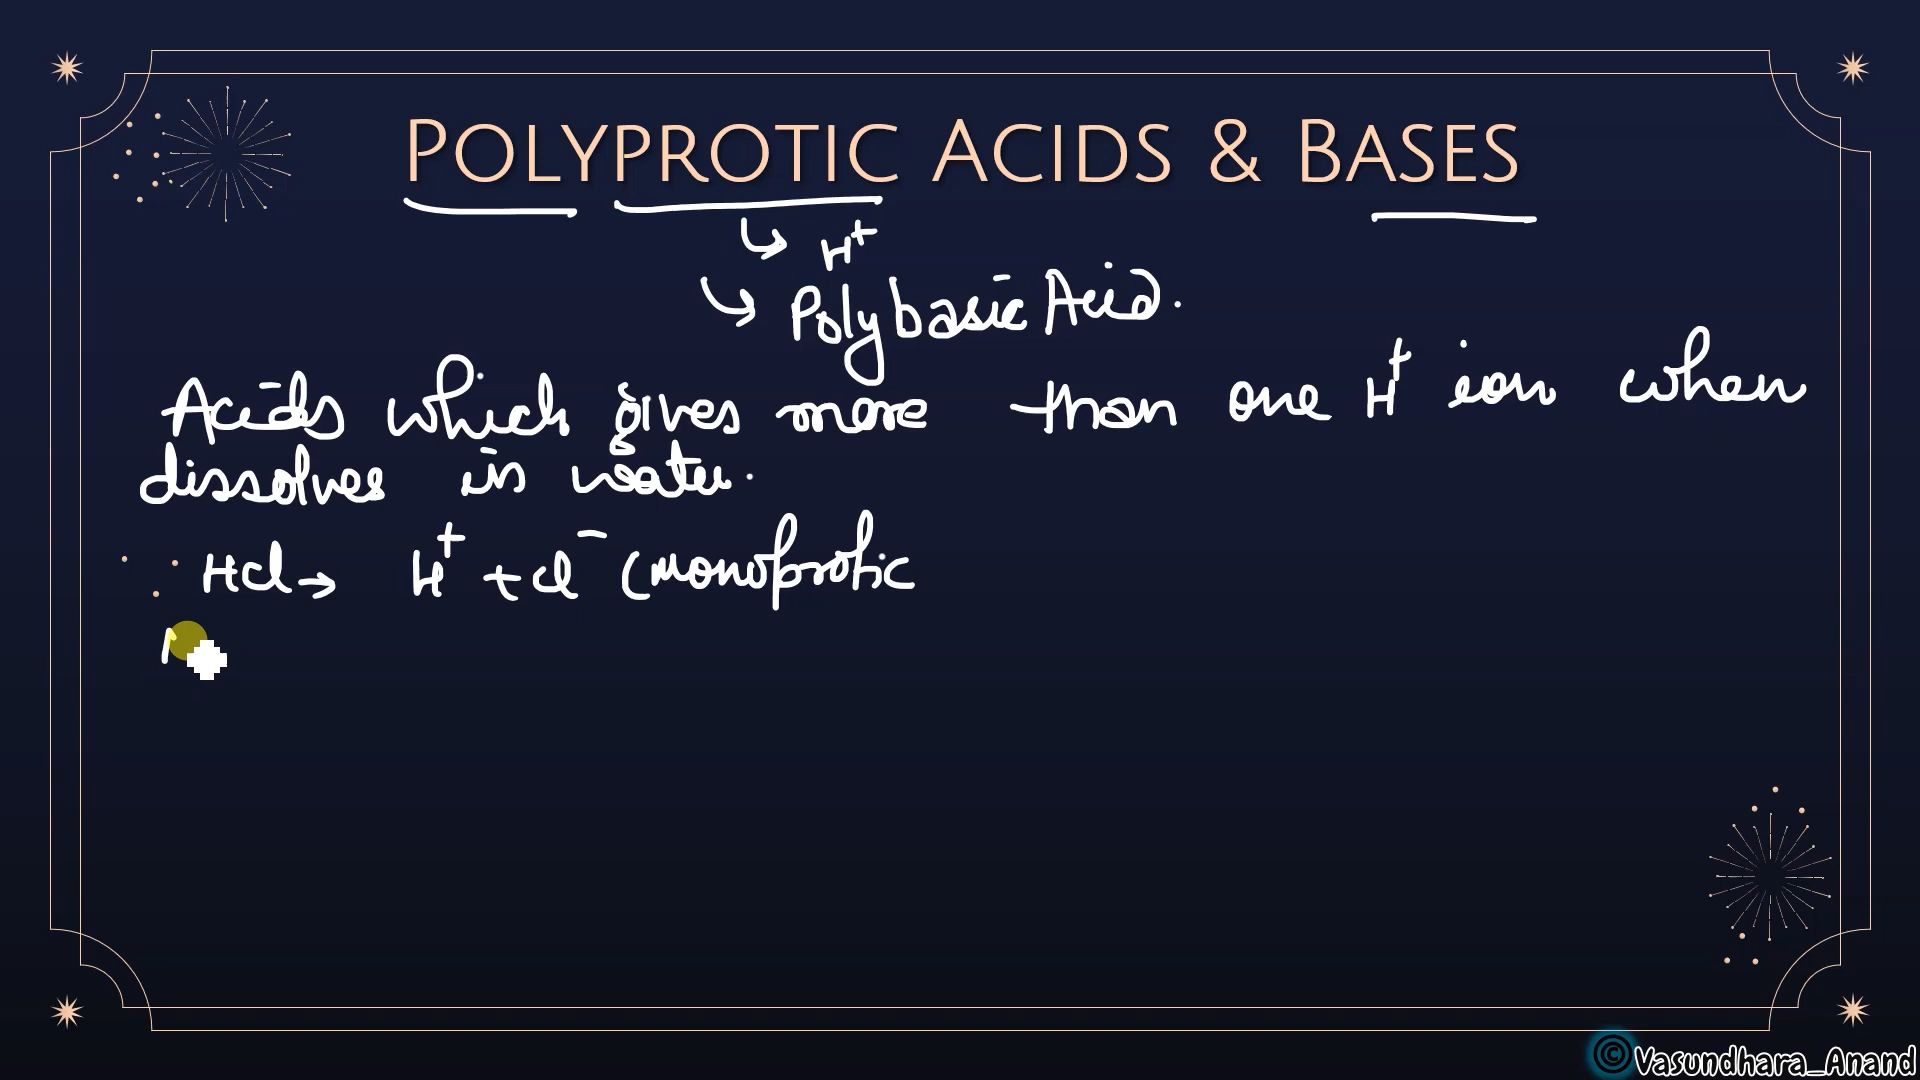 POLYPROTIC ACIDS & BASES
↳ H⁺
↳ Polybasic Acid.
Acids which gives more than one H⁺ ion when
dissolves in water.
HCl → H⁺ + Cl⁻ (Monoprotic
©Vasundhara_Anand